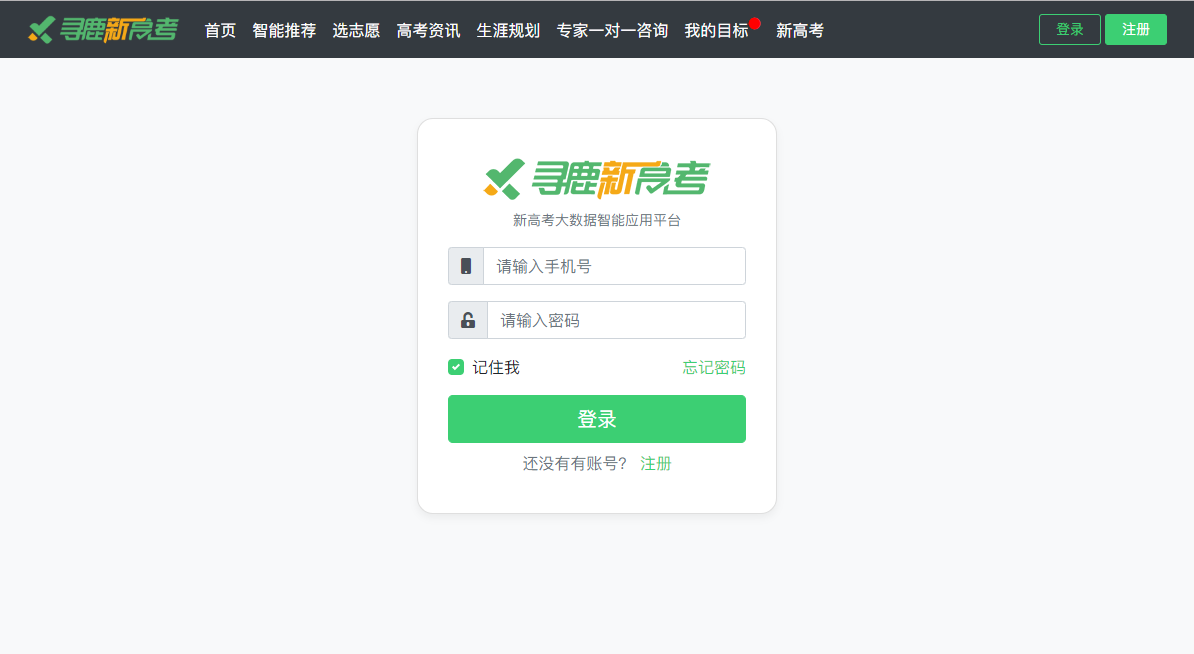 寻鹿新高考 首页 智能推荐 选志愿 高考资讯 生涯规划 专家一对一咨询 我的目标 新高考 登录 注册
寻鹿新高考
新高考大数据智能应用平台
请输入手机号
请输入密码
记住我 忘记密码
登录
还没有有账号? 注册